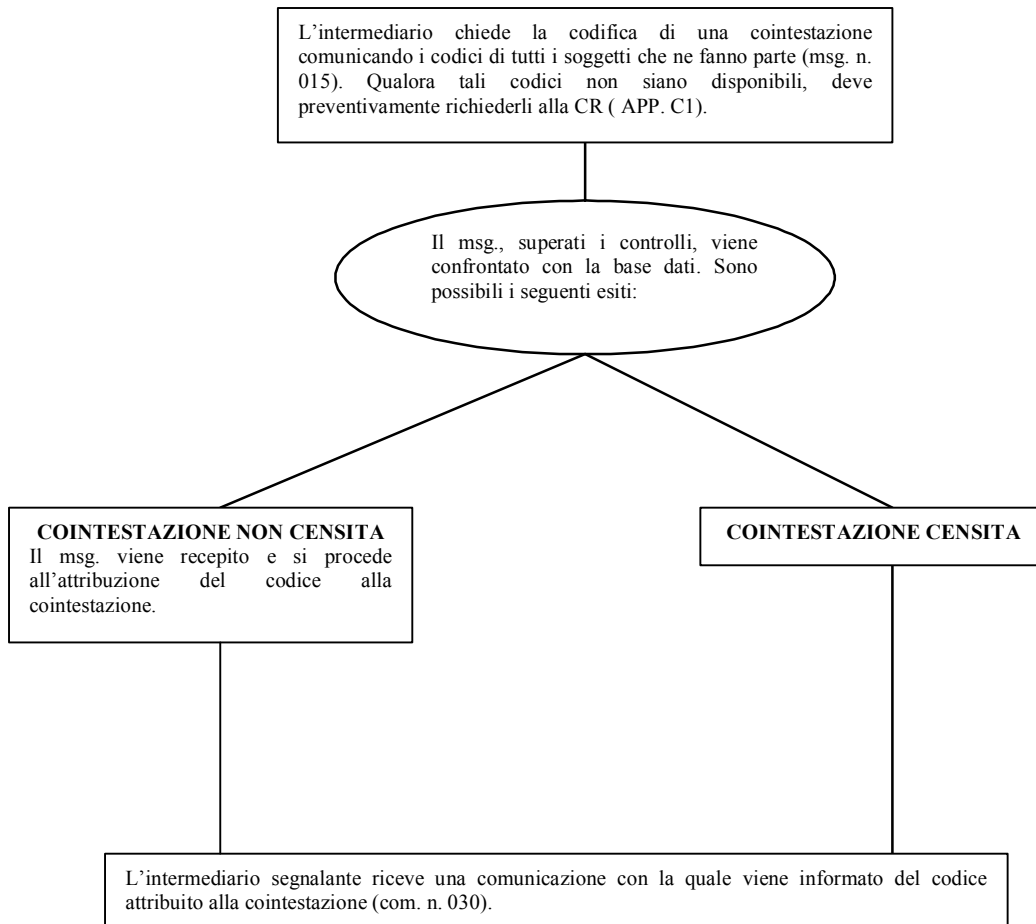 L'intermediario chiede la codifica di una cointestazione
comunicando i codici di tutti i soggetti che ne fanno parte (msg. n.
015). Qualora tali codici non siano disponibili, deve
preventivamente richiederli alla CR ( APP. C1).
Il msg., superati i controlli, viene
confrontato con la base dati. Sono
possibili i seguenti esiti:
COINTESTAZIONE NON CENSITA
Il msg. viene recepito e si procede
all'attribuzione del codice alla
cointestazione.
COINTESTAZIONE CENSITA
L'intermediario segnalante riceve una comunicazione con la quale viene informato del codice
attribuito alla cointestazione (com. n. 030).